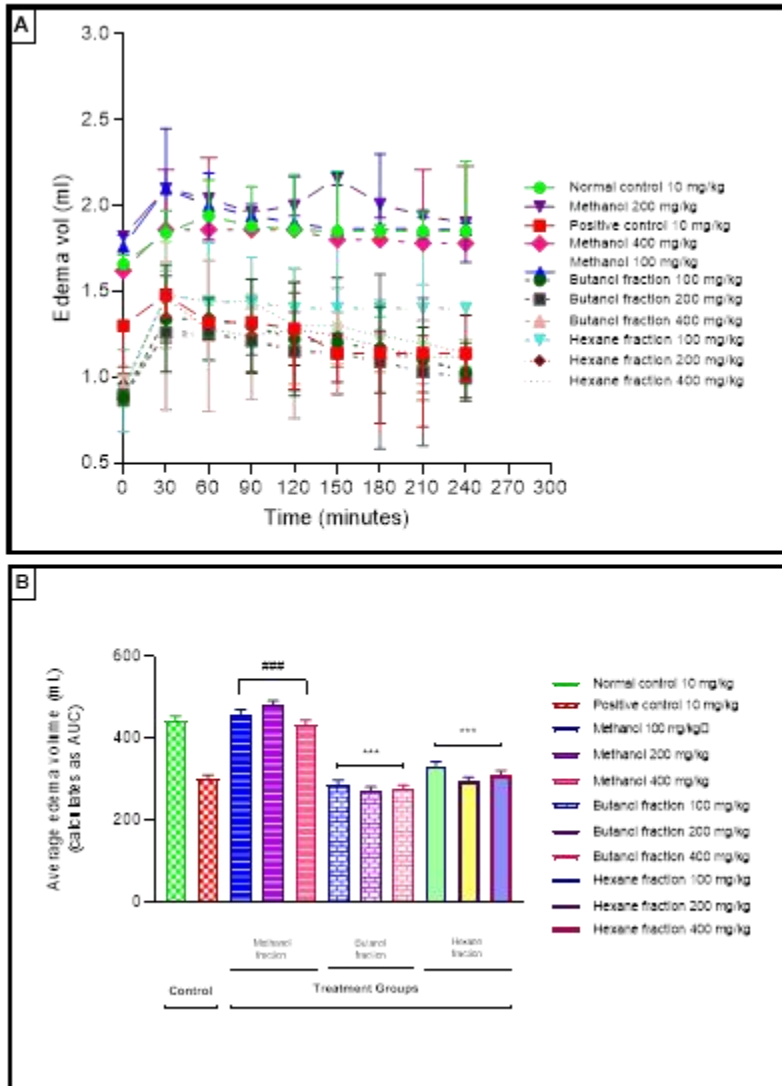 A
3.0
2.5
2.0
1.5
1.0
0.5
Edema vol (ml)
0 30 60 90 120 150 180 210 240 270 300
Time (minutes)
Normal control 10 mg/kg
Methanol 200 mg/kg
Positive control 10 mg/kg
Methanol 400 mg/kg
Methanol 100 mg/kg
Butanol fraction 100 mg/kg
Butanol fraction 200 mg/kg
Butanol fraction 400 mg/kg
Hexane fraction 100 mg/kg
Hexane fraction 200 mg/kg
Hexane fraction 400 mg/kg
B
600
400
200
0
Average edema volume (mL)
(calculates as AUC)
###
***
***
Methanol
fraction
Butanol
fraction
Hexane
fraction
Control
Treatment Groups
Normal control 10 mg/kg
Positive control 10 mg/kg
Methanol 100 mg/kg□
Methanol 200 mg/kg
Methanol 400 mg/kg
Butanol fraction 100 mg/kg
Butanol fraction 200 mg/kg
Butanol fraction 400 mg/kg
Hexane fraction 100 mg/kg
Hexane fraction 200 mg/kg
Hexane fraction 400 mg/kg